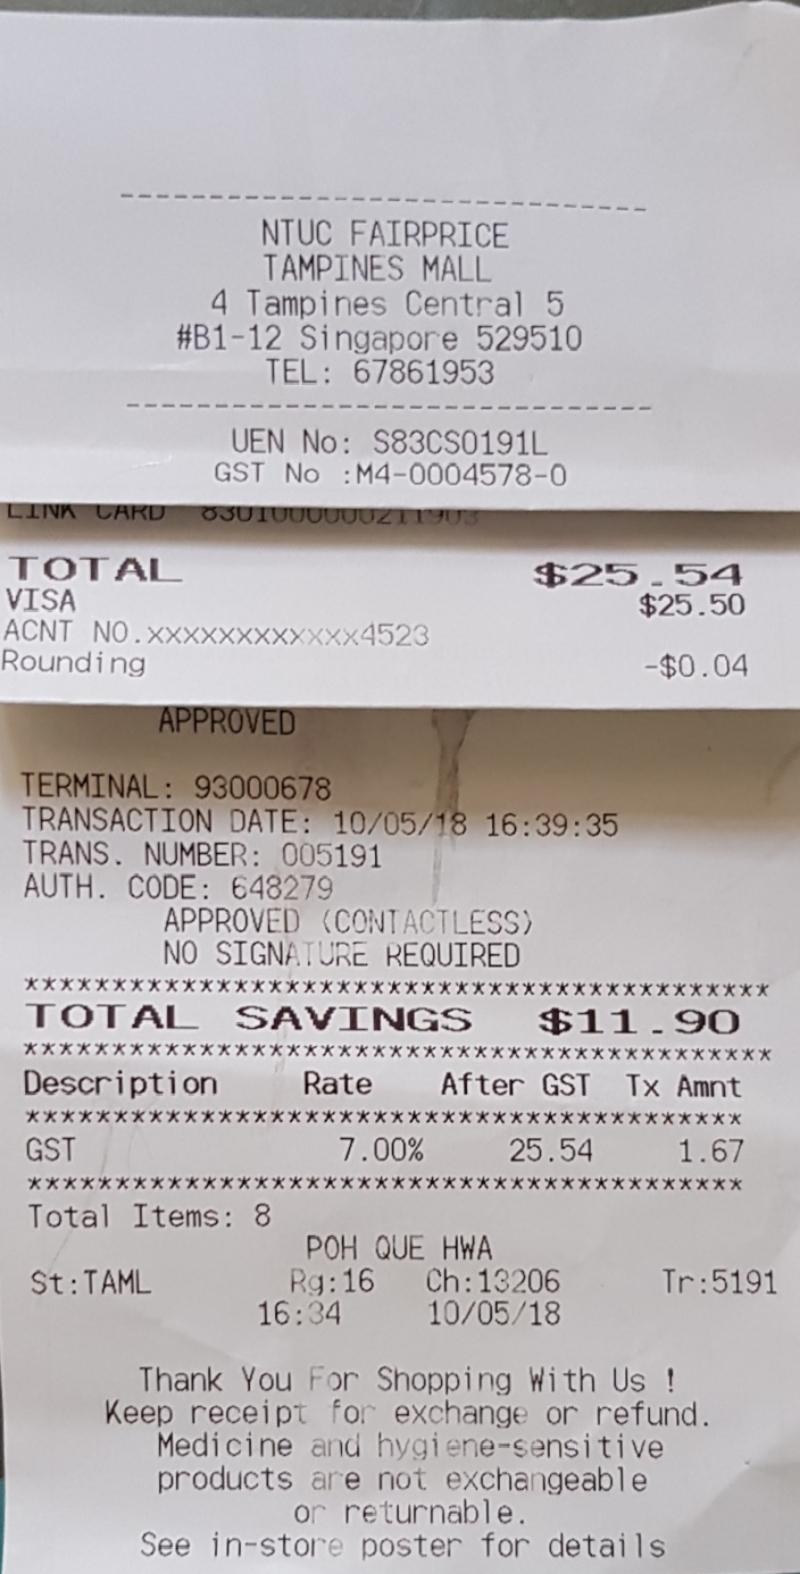 --------------------------------
NTUC FAIRPRICE
TAMPINES MALL
4 Tampines Central 5
#B1-12 Singapore 529510
TEL: 67861953
--------------------------------
UEN No: S83CS0191L
GST No :M4-0004578-0
LINK CARD
TOTAL $25.54
VISA $25.50
ACNT NO.xxxxxxxxxxxx4523
Rounding -$0.04
APPROVED
TERMINAL: 93000678
TRANSACTION DATE: 10/05/18 16:39:35
TRANS. NUMBER: 005191
AUTH. CODE: 648279
APPROVED (CONTACTLESS)
NO SIGNATURE REQUIRED
******************************************
TOTAL SAVINGS $11.90
******************************************
Description Rate After GST Tx Amnt
******************************************
GST 7.00% 25.54 1.67
******************************************
Total Items: 8
POH QUE HWA
St:TAML Rg:16 Ch:13206 Tr:5191
16:34 10/05/18
Thank You For Shopping With Us !
Keep receipt for exchange or refund.
Medicine and hygiene-sensitive
products are not exchangeable
or returnable.
See in-store poster for details